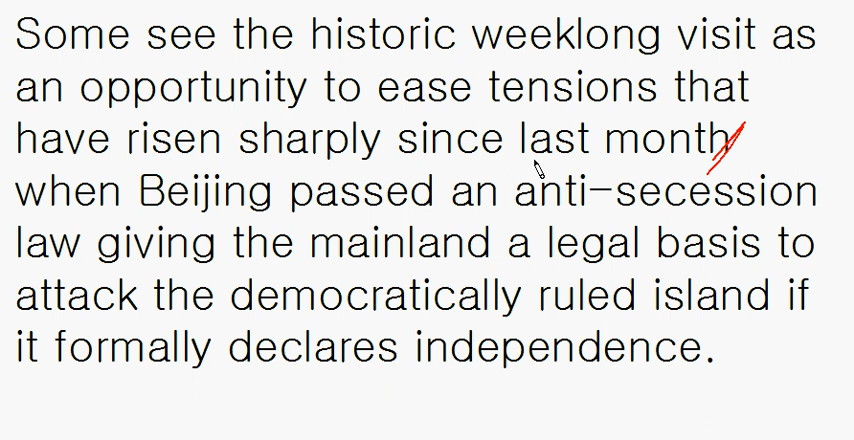 Some see the historic weeklong visit as
an opportunity to ease tensions that
have risen sharply since last month
when Beijing passed an anti-secession
law giving the mainland a legal basis to
attack the democratically ruled island if
it formally declares independence.